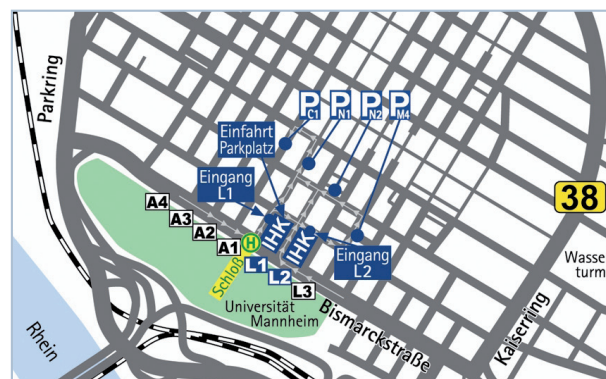 Parkring
P C1
P N1
P N2
P M4
Einfahrt
Parkplatz
Eingang
L1
A4
A3
A2
A1
H
IHK
IHK
38
Eingang
L2
L1
L2
L3
Schloß
Universität
Mannheim
Bismarckstraße
Kaiserring
Wasse
turm
Rhein